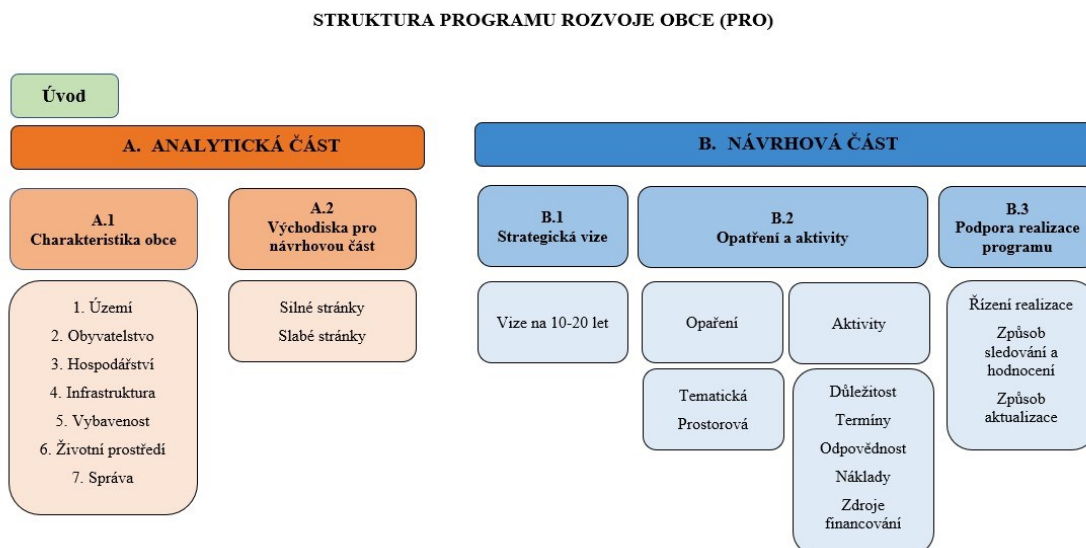 STRUKTURA PROGRAMU ROZVOJE OBCE (PRO)
Úvod
A. ANALYTICKÁ ČÁST
A.1
Charakteristika obce
A.2
Východiska pro
návrhovou část
1. Území
2. Obyvatelstvo
3. Hospodářství
4. Infrastruktura
5. Vybavenost
6. Životní prostředí
7. Správa
Silné stránky
Slabé stránky
B. NÁVRHOVÁ ČÁST
B.1
Strategická vize
B.2
Opatření a aktivity
B.3
Podpora realizace
programu
Vize na 10-20 let
Opaření
Tematická
Prostorová
Aktivity
Důležitost
Termíny
Odpovědnost
Náklady
Zdroje
financování
Řízení realizace
Způsob
sledování a
hodnocení
Způsob
aktualizace